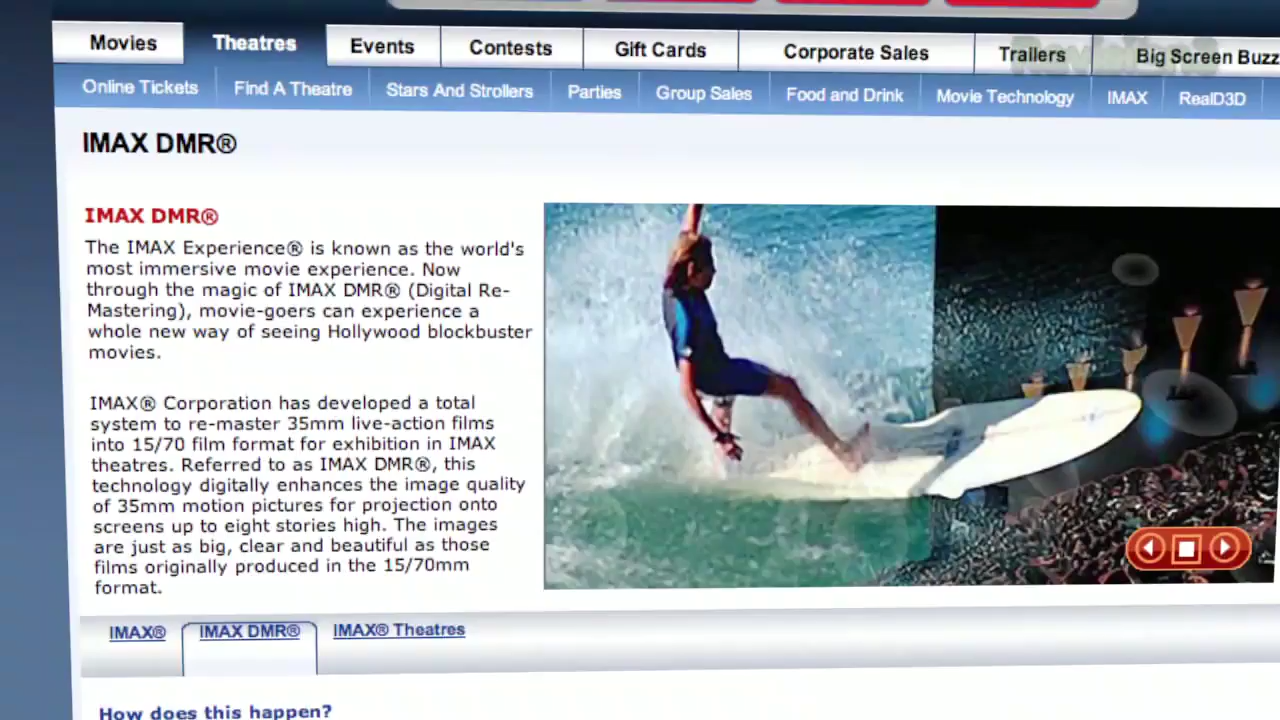 Movies Theatres Events Contests Gift Cards Corporate Sales Trailers Big Screen Buzz
Online Tickets Find A Theatre Stars And Strollers Parties Group Sales Food and Drink Movie Technology IMAX RealD3D
IMAX DMR®
IMAX DMR®
The IMAX Experience® is known as the world's
most immersive movie experience. Now
through the magic of IMAX DMR® (Digital Re-
Mastering), movie-goers can experience a
whole new way of seeing Hollywood blockbuster
movies.
IMAX® Corporation has developed a total
system to re-master 35mm live-action films
into 15/70 film format for exhibition in IMAX
theatres. Referred to as IMAX DMR®, this
technology digitally enhances the image quality
of 35mm motion pictures for projection onto
screens up to eight stories high. The images
are just as big, clear and beautiful as those
films originally produced in the 15/70mm
format.
IMAX® IMAX DMR® IMAX® Theatres
How does this happen?